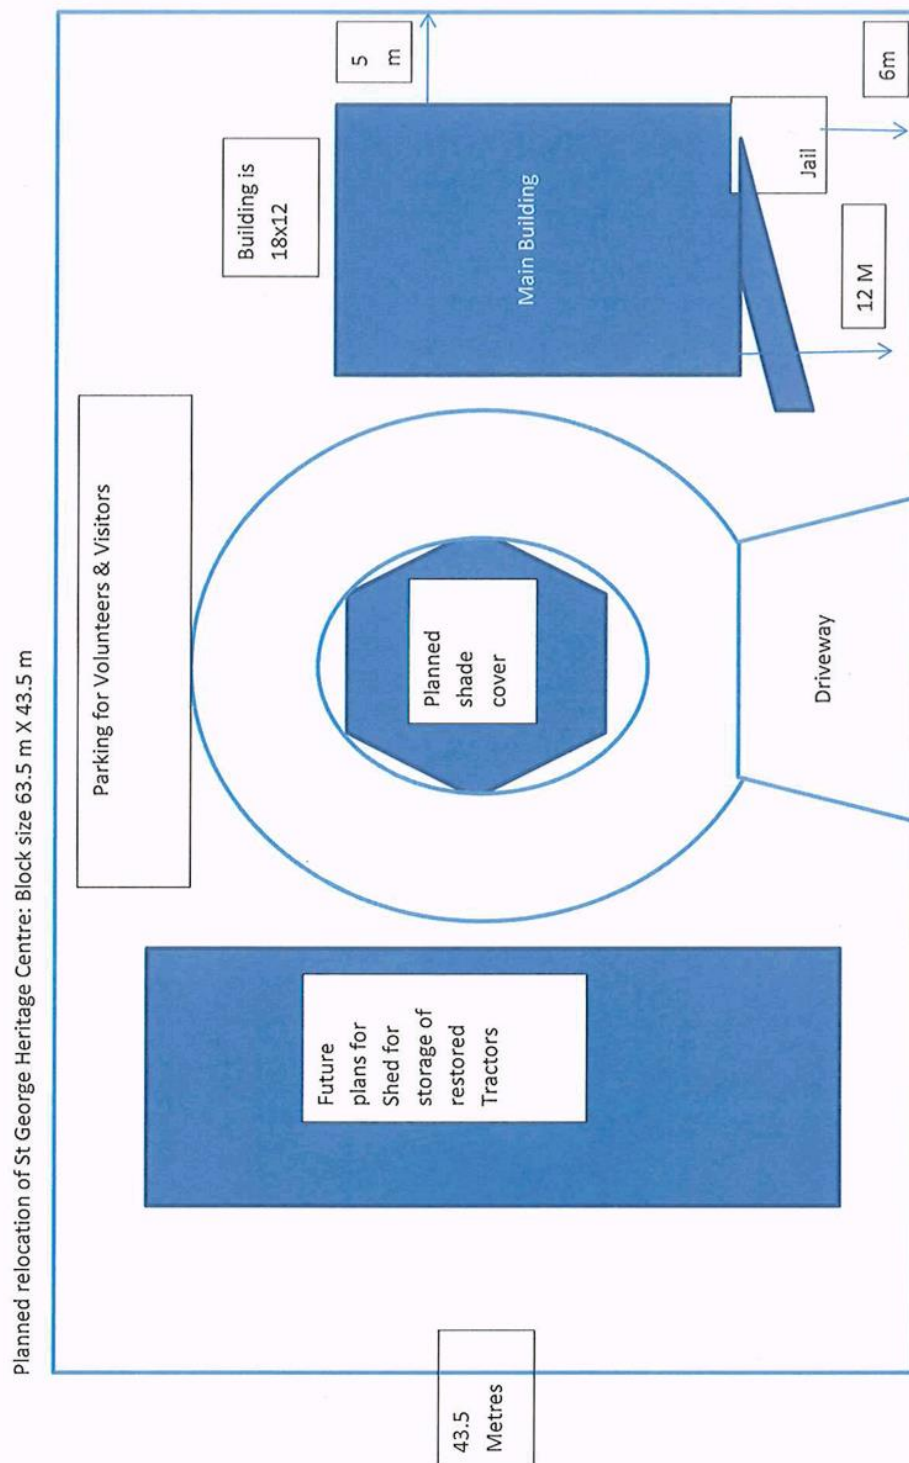 Planned relocation of St George Heritage Centre: Block size 63.5 m X 43.5 m
Parking for Volunteers & Visitors
Building is
18x12
5
m
43.5
Metres
Future
plans for
Shed for
storage of
restored
Tractors
Planned
shade
cover
Main Building
Jail
6m
12 M
Driveway